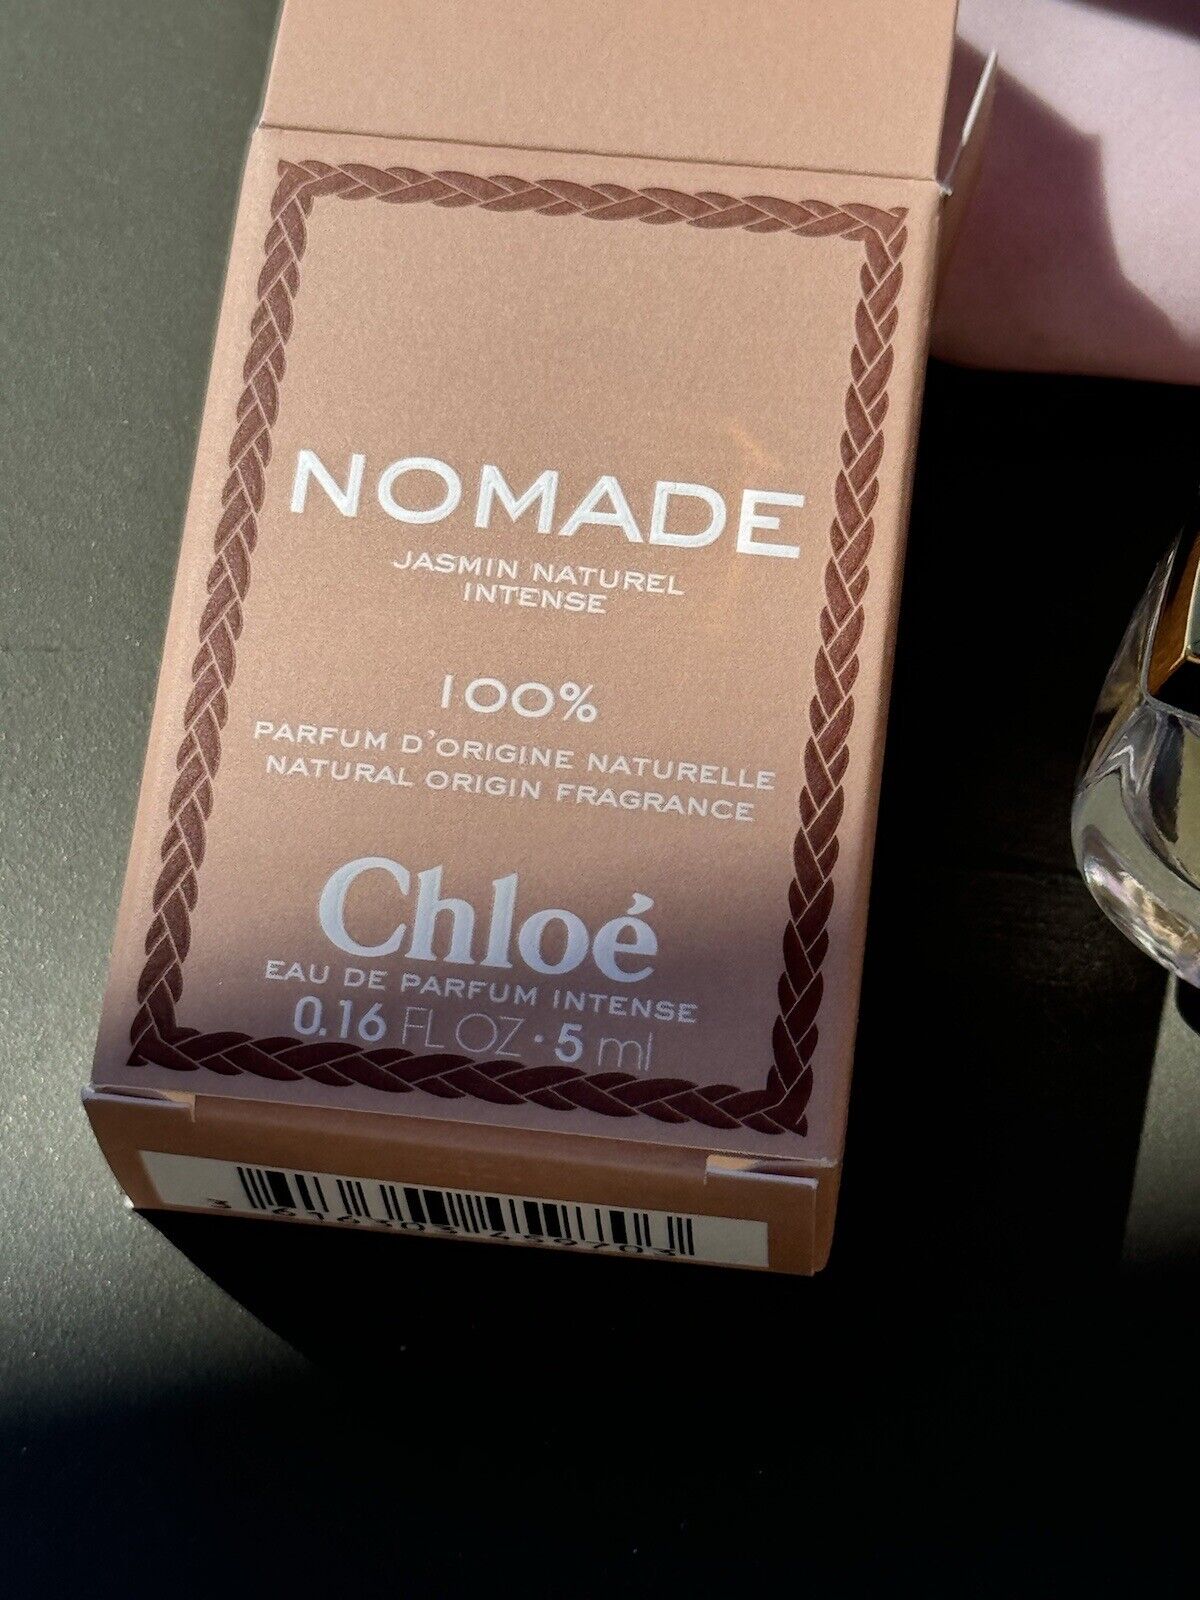 NOMADE
JASMIN NATUREL
INTENSE
100%
PARFUM D'ORIGINE NATURELLE
NATURAL ORIGIN FRAGRANCE
Chloé
EAU DE PARFUM INTENSE
0.16 FL OZ · 5 ml